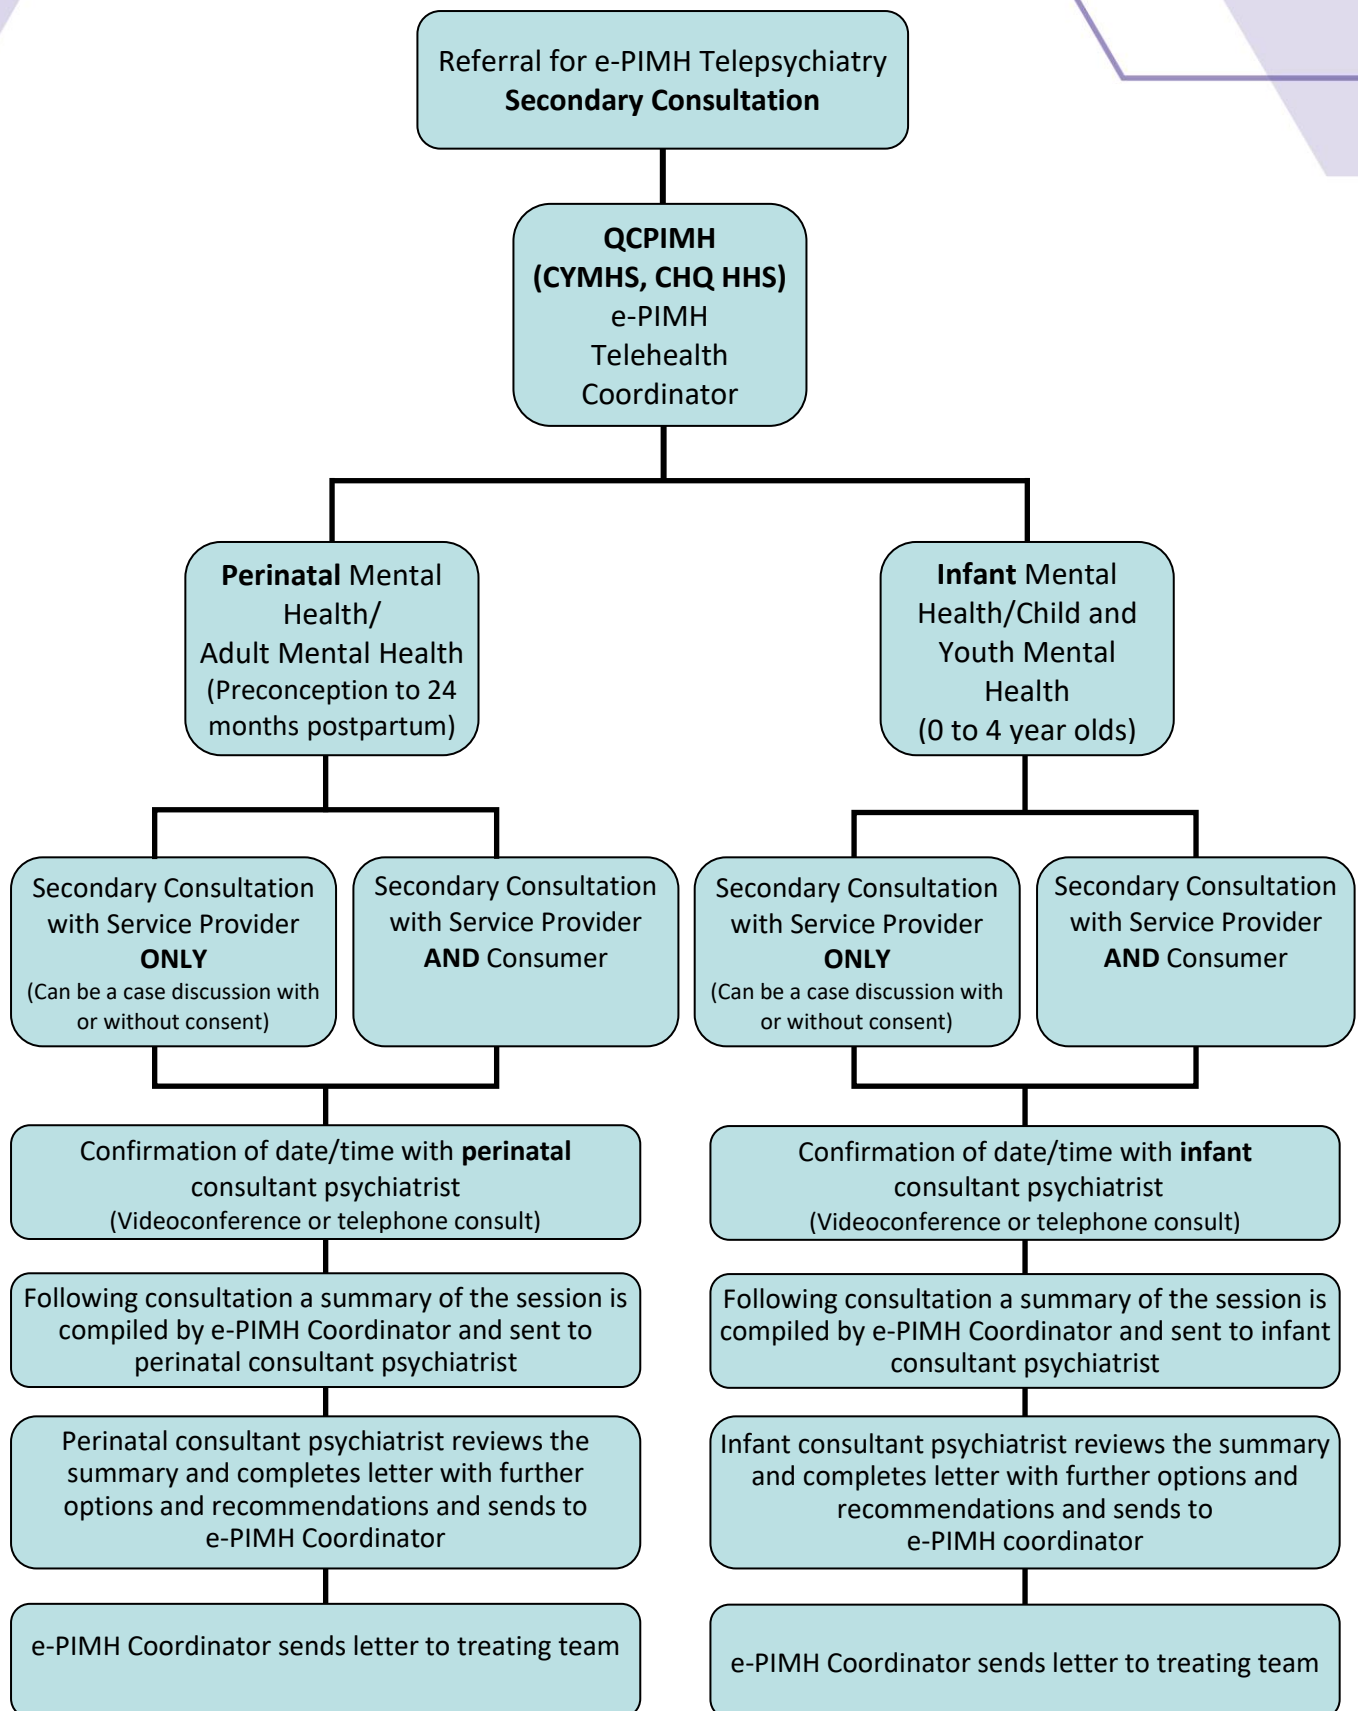 Referral for e-PIMH Telepsychiatry
Secondary Consultation
QCPIMH
(CYMHS, CHQ HHS)
e-PIMH
Telehealth
Coordinator
Perinatal Mental
Health/
Adult Mental Health
(Preconception to 24
months postpartum)
Infant Mental
Health/Child and
Youth Mental
Health
(0 to 4 year olds)
Secondary Consultation
with Service Provider
ONLY
(Can be a case discussion with
or without consent)
Secondary Consultation
with Service Provider
AND Consumer
Secondary Consultation
with Service Provider
ONLY
(Can be a case discussion with
or without consent)
Secondary Consultation
with Service Provider
AND Consumer
Confirmation of date/time with perinatal
consultant psychiatrist
(Videoconference or telephone consult)
Confirmation of date/time with infant
consultant psychiatrist
(Videoconference or telephone consult)
Following consultation a summary of the session is
compiled by e-PIMH Coordinator and sent to
perinatal consultant psychiatrist
Following consultation a summary of the session is
compiled by e-PIMH Coordinator and sent to infant
consultant psychiatrist
Perinatal consultant psychiatrist reviews the
summary and completes letter with further
options and recommendations and sends to
e-PIMH Coordinator
Infant consultant psychiatrist reviews the summary
and completes letter with further options and
recommendations and sends to
e-PIMH coordinator
e-PIMH Coordinator sends letter to treating team
e-PIMH Coordinator sends letter to treating team